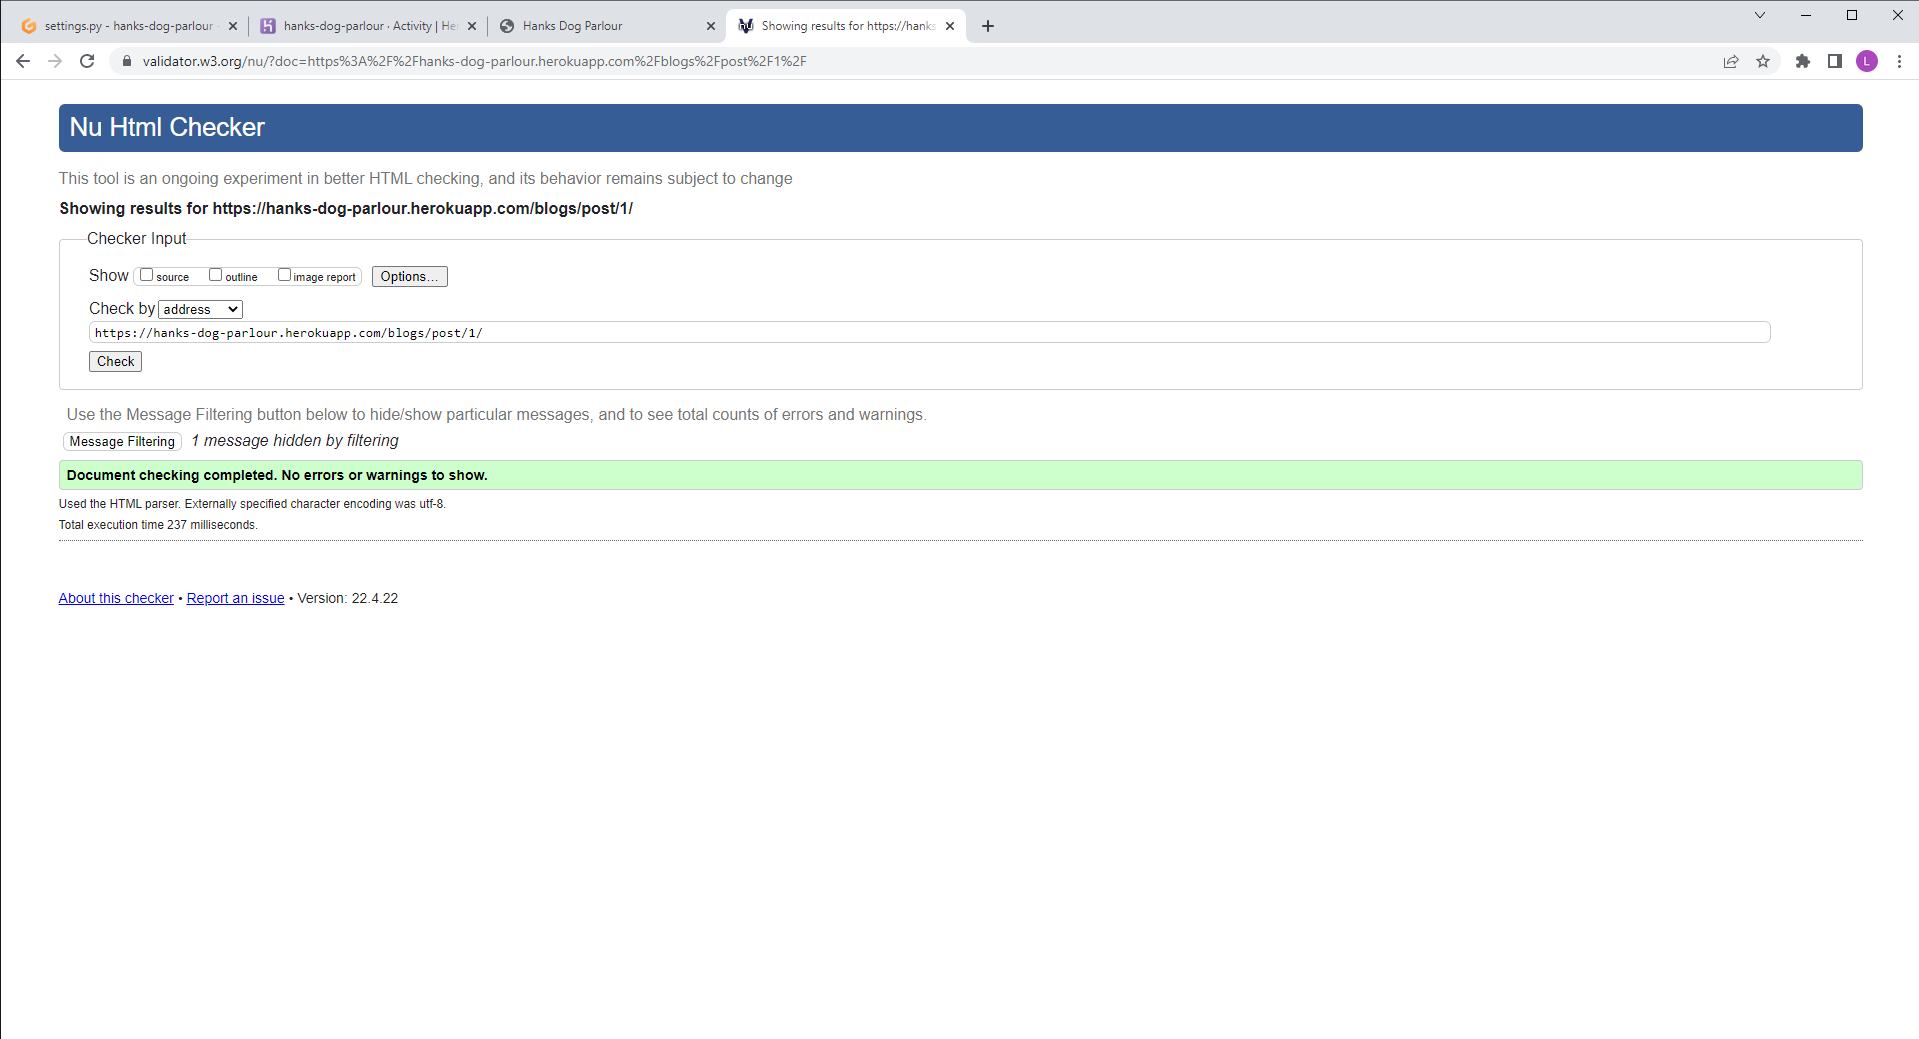 settings.py - hanks-dog-parlour
hanks-dog-parlour · Activity | He
Hanks Dog Parlour
Showing results for https://hanks
validator.w3.org/nu/?doc=https%3A%2F%2Fhanks-dog-parlour.herokuapp.com%2Fblogs%2Fpost%2F1%2F
L
Nu Html Checker
This tool is an ongoing experiment in better HTML checking, and its behavior remains subject to change
Showing results for https://hanks-dog-parlour.herokuapp.com/blogs/post/1/
Checker Input
Show source outline image report Options...
Check by address
https://hanks-dog-parlour.herokuapp.com/blogs/post/1/
Check
Use the Message Filtering button below to hide/show particular messages, and to see total counts of errors and warnings.
Message Filtering 1 message hidden by filtering
Document checking completed. No errors or warnings to show.
Used the HTML parser. Externally specified character encoding was utf-8.
Total execution time 237 milliseconds.
About this checker • Report an issue • Version: 22.4.22